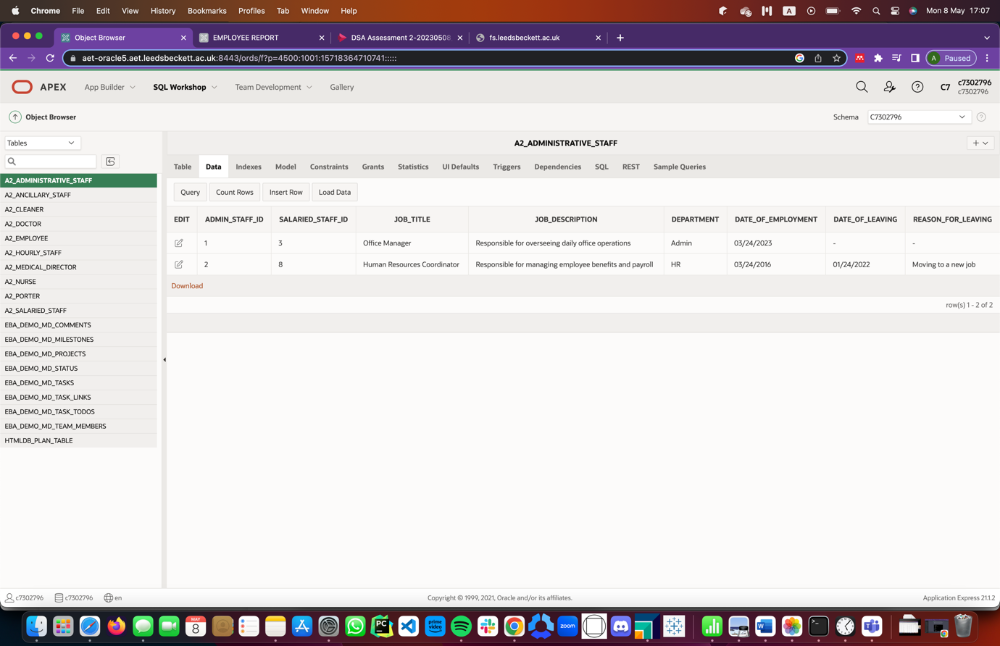 Chrome File Edit View History Bookmarks Profiles Tab Window Help A Mon 8 May 17:07
Object Browser EMPLOYEE REPORT DSA Assessment 2-20230508 fs.leedsbeckett.ac.uk
aet-oracle5.aet.leedsbeckett.ac.uk:8443/ords/f?p=4500:1001:15718364710741::::: A Paused
APEX App Builder SQL Workshop Team Development Gallery C7 c7302796
c7302796
Object Browser Schema C7302796
Tables
A2_ADMINISTRATIVE_STAFF
A2_ANCILLARY_STAFF
A2_CLEANER
A2_DOCTOR
A2_EMPLOYEE
A2_HOURLY_STAFF
A2_MEDICAL_DIRECTOR
A2_NURSE
A2_PORTER
A2_SALARIED_STAFF
EBA_DEMO_MD_COMMENTS
EBA_DEMO_MD_MILESTONES
EBA_DEMO_MD_PROJECTS
EBA_DEMO_MD_STATUS
EBA_DEMO_MD_TASKS
EBA_DEMO_MD_TASK_LINKS
EBA_DEMO_MD_TASK_TODOS
EBA_DEMO_MD_TEAM_MEMBERS
HTMLDB_PLAN_TABLE
A2_ADMINISTRATIVE_STAFF
Table Data Indexes Model Constraints Grants Statistics UI Defaults Triggers Dependencies SQL REST Sample Queries
Query Count Rows Insert Row Load Data
EDIT ADMIN_STAFF_ID SALARIED_STAFF_ID JOB_TITLE JOB_DESCRIPTION DEPARTMENT DATE_OF_EMPLOYMENT DATE_OF_LEAVING REASON_FOR_LEAVING
1 3 Office Manager Responsible for overseeing daily office operations Admin 03/24/2023 - -
2 8 Human Resources Coordinator Responsible for managing employee benefits and payroll HR 03/24/2016 01/24/2022 Moving to a new job
Download
row(s) 1 - 2 of 2
c7302796 c7302796 en Copyright © 1999, 2021, Oracle and/or its affiliates. Application Express 21.1.2
MAY
8
PC
prime
video
zoom
W